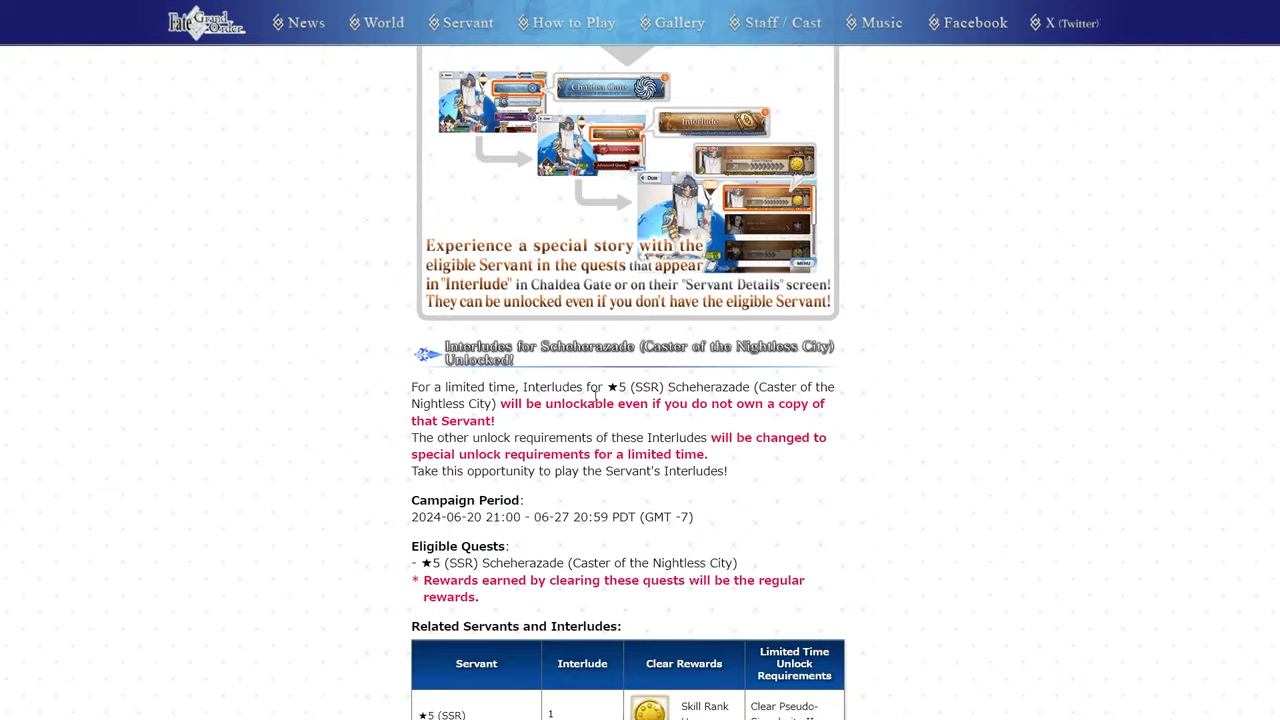 Fate Grand Order
News
World
Servant
How to Play
Gallery
Staff / Cast
Music
Facebook
X (Twitter)
Chaldea Gate
Interlude
Close
MENU
Experience a special story with the
eligible Servant in the quests that appear
in "Interlude" in Chaldea Gate or on their "Servant Details" screen!
They can be unlocked even if you don't have the eligible Servant!
Interludes for Scheherazade (Caster of the Nightless City)
Unlocked!
For a limited time, Interludes for ★5 (SSR) Scheherazade (Caster of the
Nightless City) will be unlockable even if you do not own a copy of
that Servant!
The other unlock requirements of these Interludes will be changed to
special unlock requirements for a limited time.
Take this opportunity to play the Servant's Interludes!
Campaign Period:
2024-06-20 21:00 - 06-27 20:59 PDT (GMT -7)
Eligible Quests:
- ★5 (SSR) Scheherazade (Caster of the Nightless City)
* Rewards earned by clearing these quests will be the regular
rewards.
Related Servants and Interludes:
Servant
Interlude
Clear Rewards
Limited Time
Unlock
Requirements
★5 (SSR)
1
Skill Rank
Clear Pseudo-